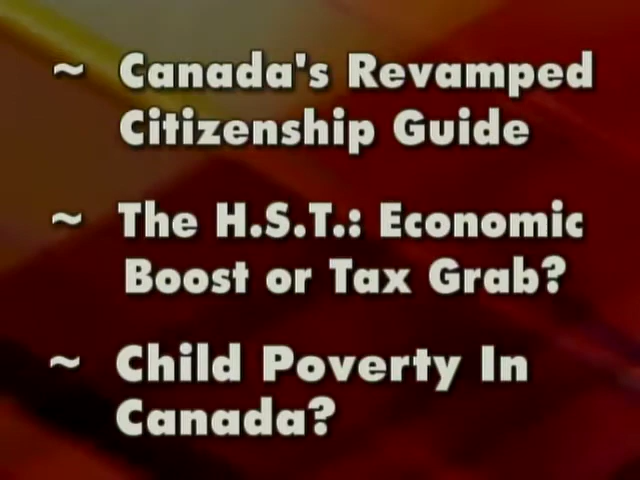 ~ Canada's Revamped
Citizenship Guide
~ The H.S.T.: Economic
Boost or Tax Grab?
~ Child Poverty In
Canada?